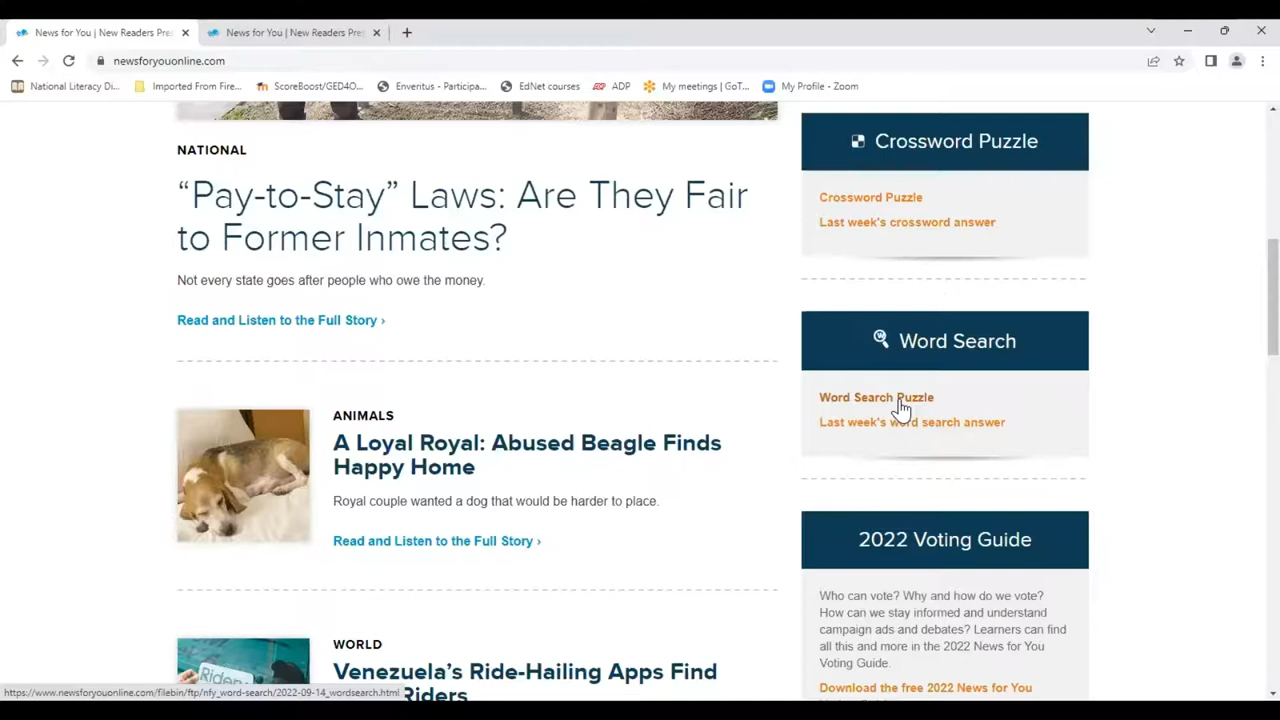 News for You | New Readers Pres
News for You | New Readers Pres
newsforyouonline.com
National Literacy Di...
Imported From Fire...
ScoreBoost/GED4O...
Enveritus - Participa...
EdNet courses
ADP
My meetings | GoT...
My Profile - Zoom
NATIONAL
“Pay-to-Stay” Laws: Are They Fair
to Former Inmates?
Not every state goes after people who owe the money.
Read and Listen to the Full Story ›
ANIMALS
A Loyal Royal: Abused Beagle Finds
Happy Home
Royal couple wanted a dog that would be harder to place.
Read and Listen to the Full Story ›
WORLD
Venezuela’s Ride-Hailing Apps Find
Riders
Crossword Puzzle
Crossword Puzzle
Last week's crossword answer
Word Search
Word Search Puzzle
Last week's word search answer
2022 Voting Guide
Who can vote? Why and how do we vote?
How can we stay informed and understand
campaign ads and debates? Learners can find
all this and more in the 2022 News for You
Voting Guide.
Download the free 2022 News for You
https://www.newsforyouonline.com/filebin/ftp/nfy_word-search/2022-09-14_wordsearch.html